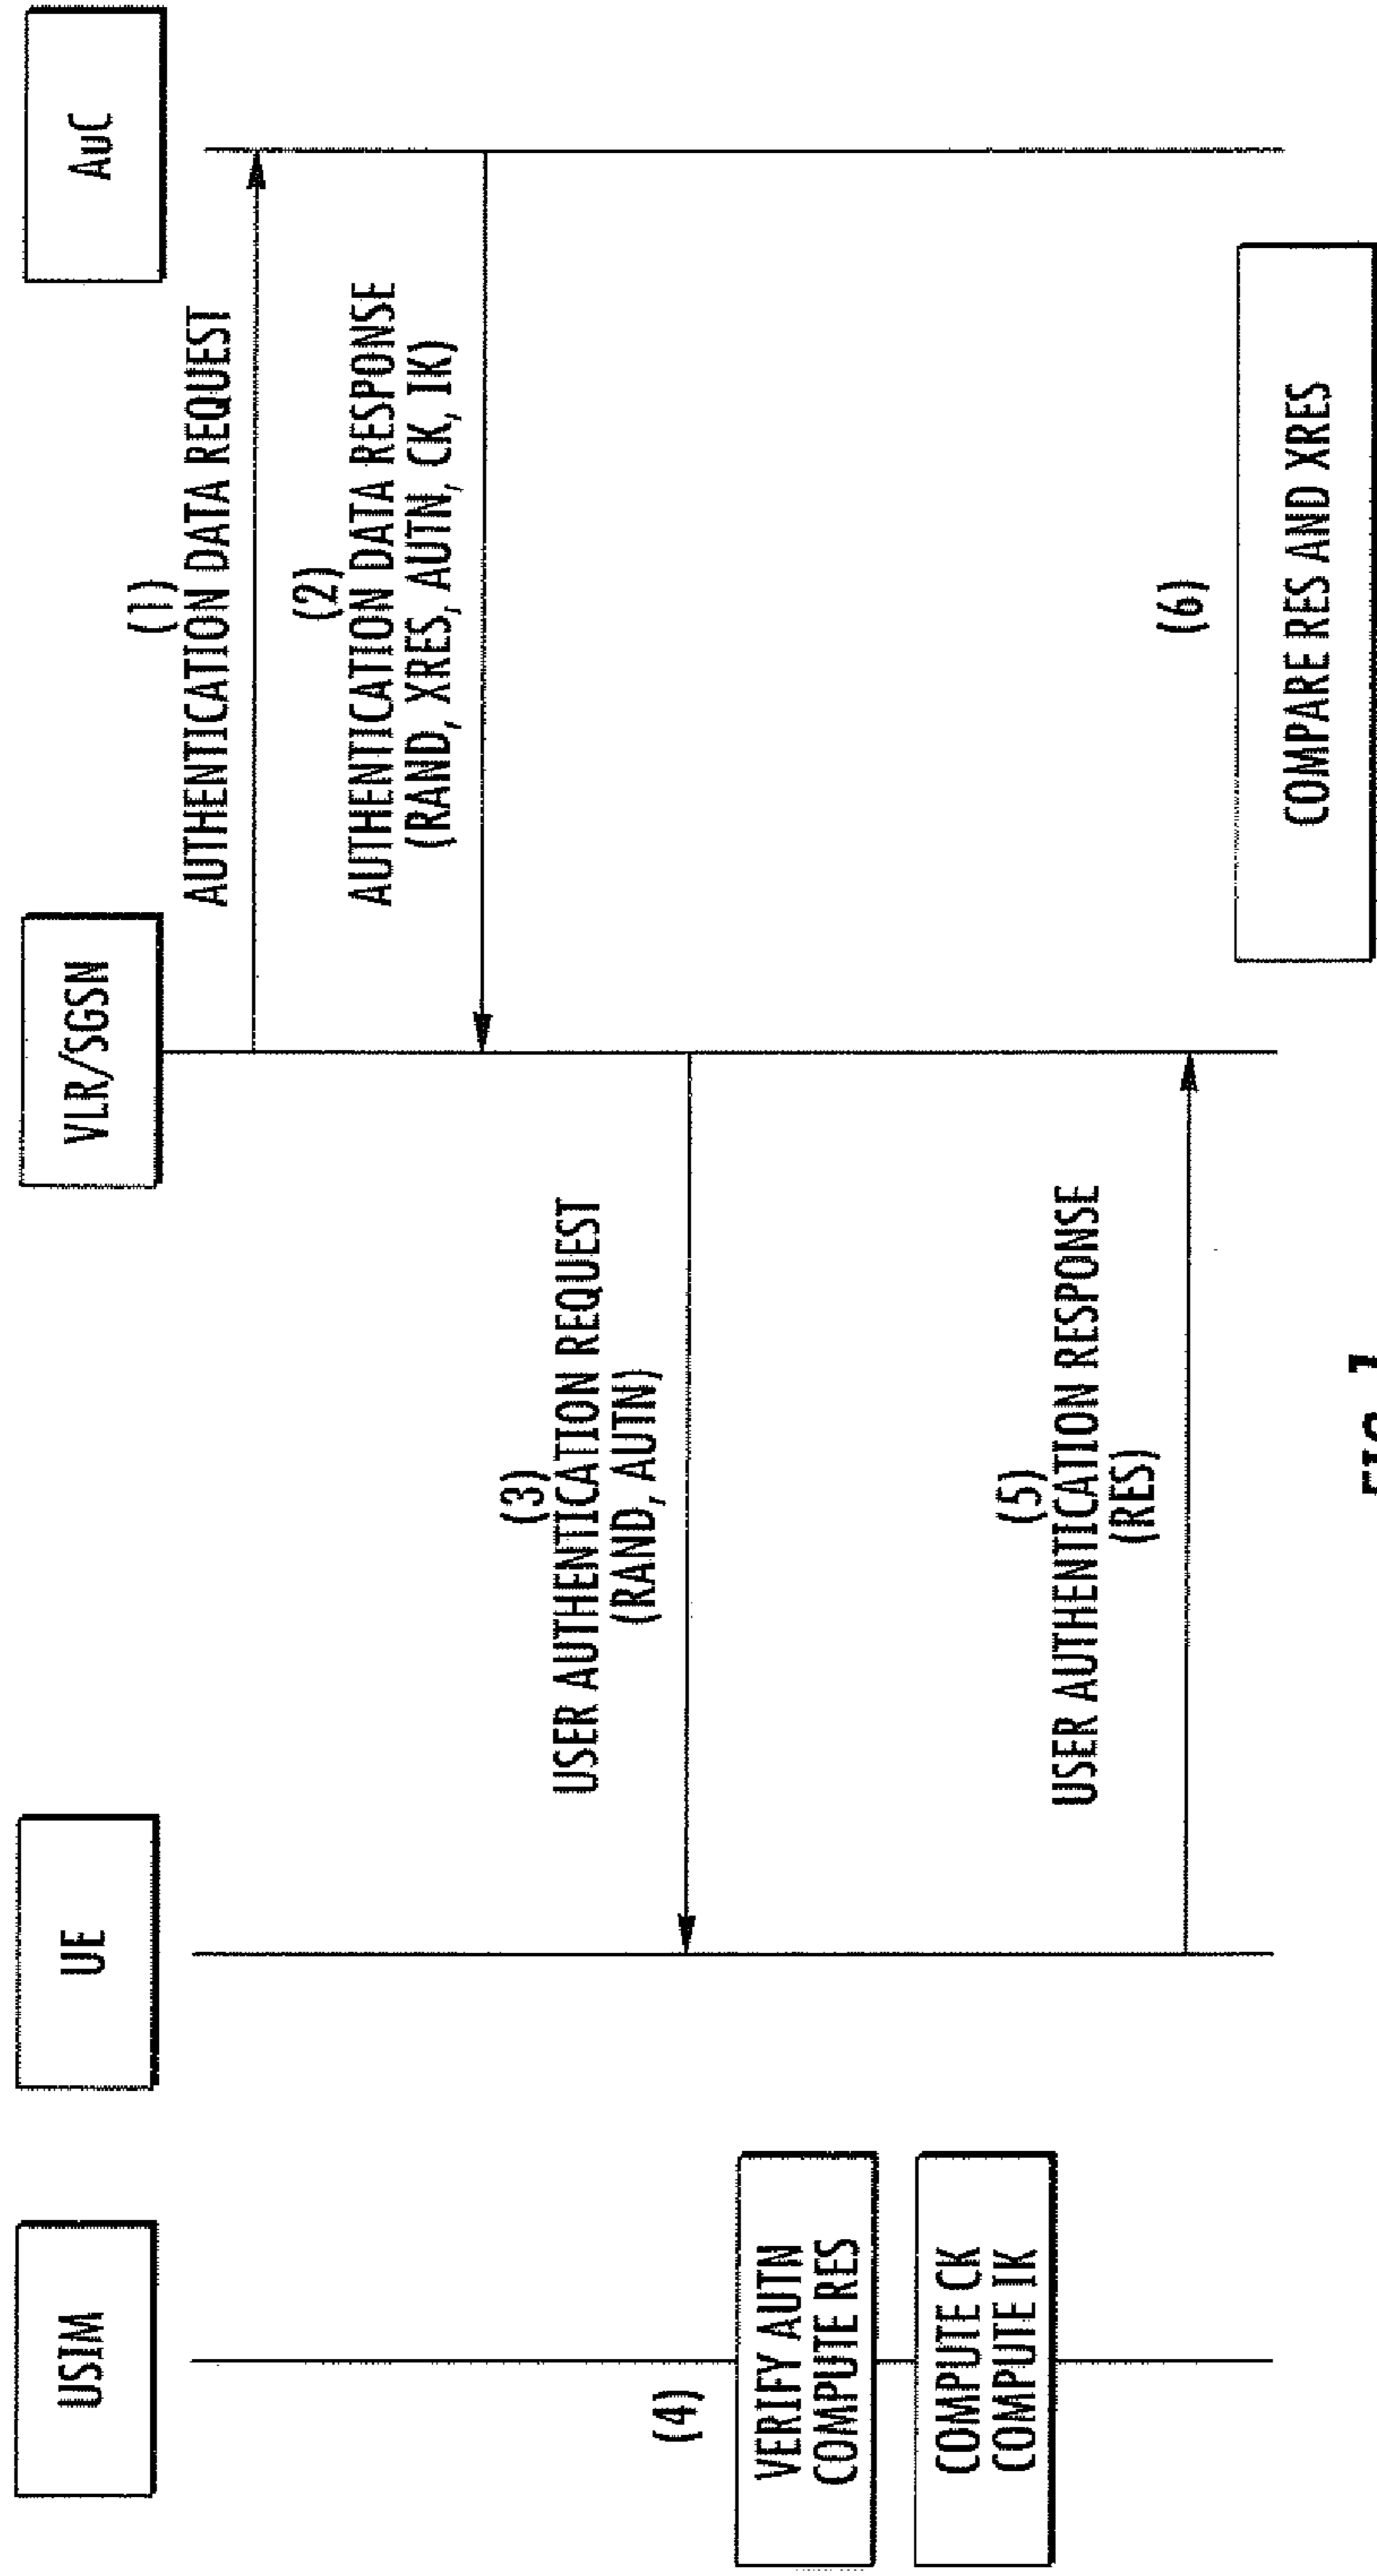 USIM
UE
VLR/SGSN
AuC
(1)
AUTHENTICATION DATA REQUEST
(2)
AUTHENTICATION DATA RESPONSE
(RAND, XRES, AUTN, CK, IK)
(3)
USER AUTHENTICATION REQUEST
(RAND, AUTN)
(4)
VERIFY AUTN
COMPUTE RES
COMPUTE CK
COMPUTE IK
(5)
USER AUTHENTICATION RESPONSE
(RES)
(6)
COMPARE RES AND XRES